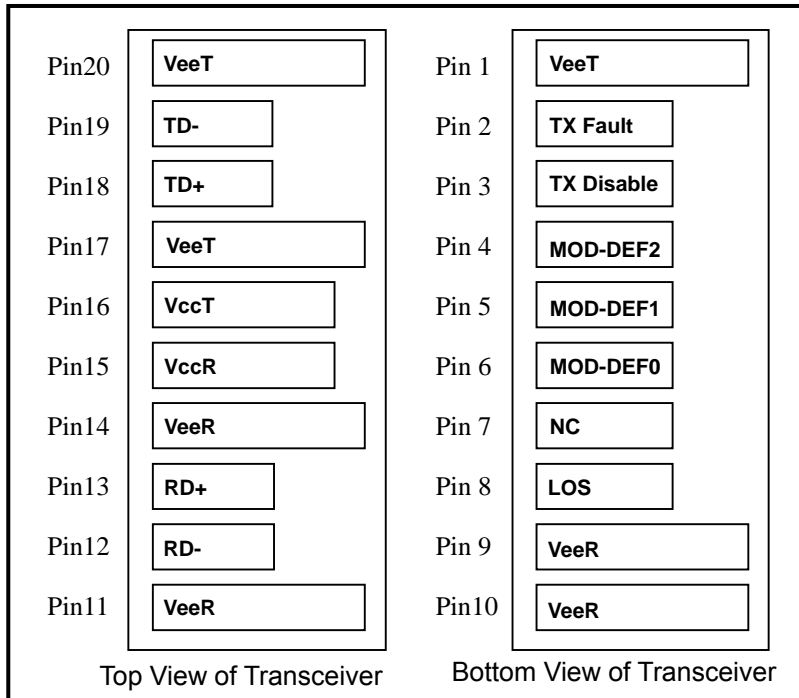 Pin20 VeeT
Pin19 TD-
Pin18 TD+
Pin17 VeeT
Pin16 VccT
Pin15 VccR
Pin14 VeeR
Pin13 RD+
Pin12 RD-
Pin11 VeeR
Top View of Transceiver
Pin 1 VeeT
Pin 2 TX Fault
Pin 3 TX Disable
Pin 4 MOD-DEF2
Pin 5 MOD-DEF1
Pin 6 MOD-DEF0
Pin 7 NC
Pin 8 LOS
Pin 9 VeeR
Pin10 VeeR
Bottom View of Transceiver